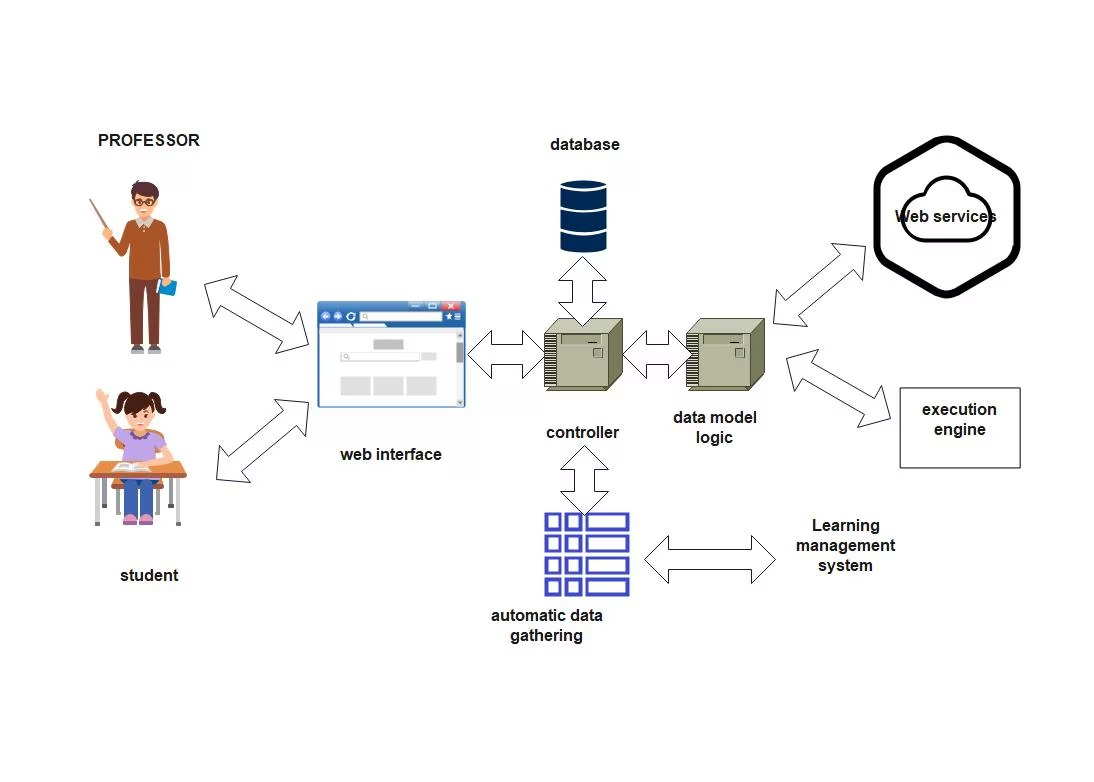 PROFESSOR
database
Web services
execution
engine
data model
logic
controller
web interface
Learning
management
system
student
automatic data
gathering